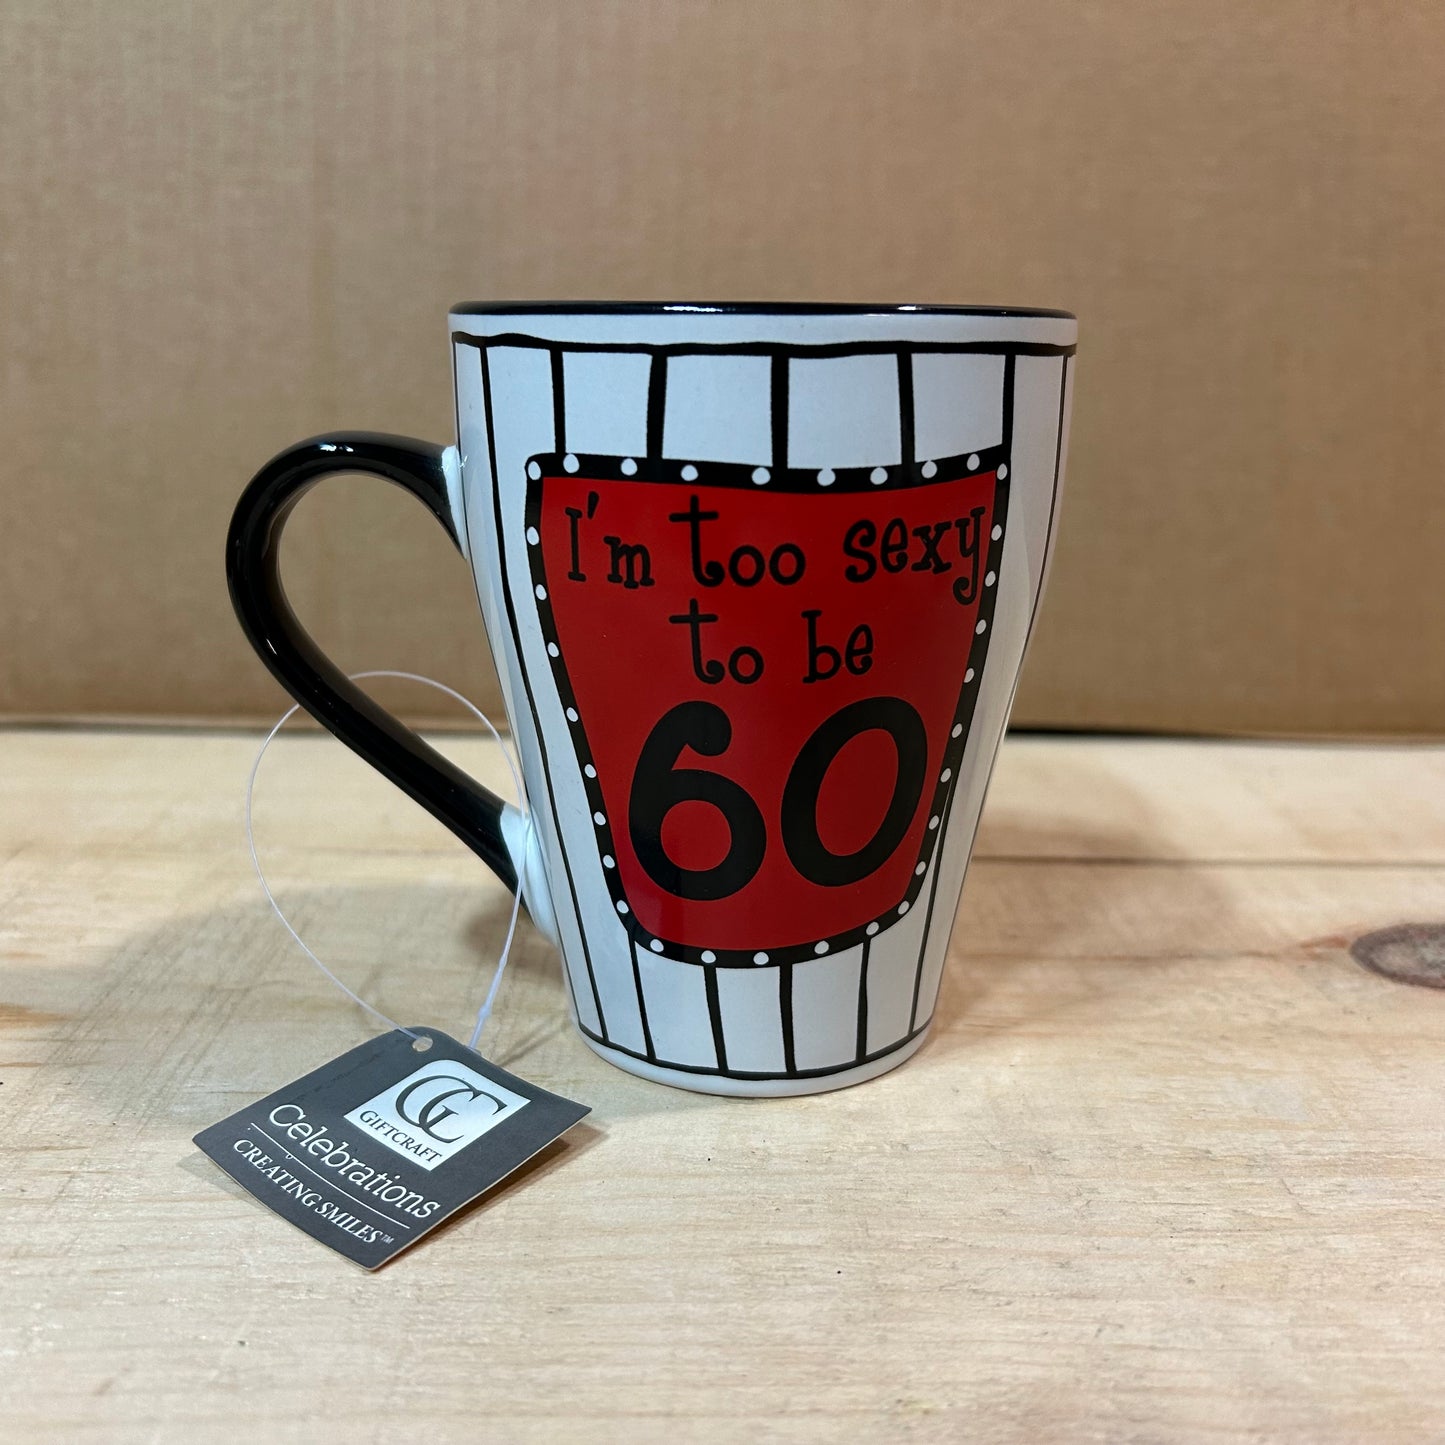 I'm too sexy
to be
60
GC
GIFTCRAFT
Celebrations
CREATING SMILES™